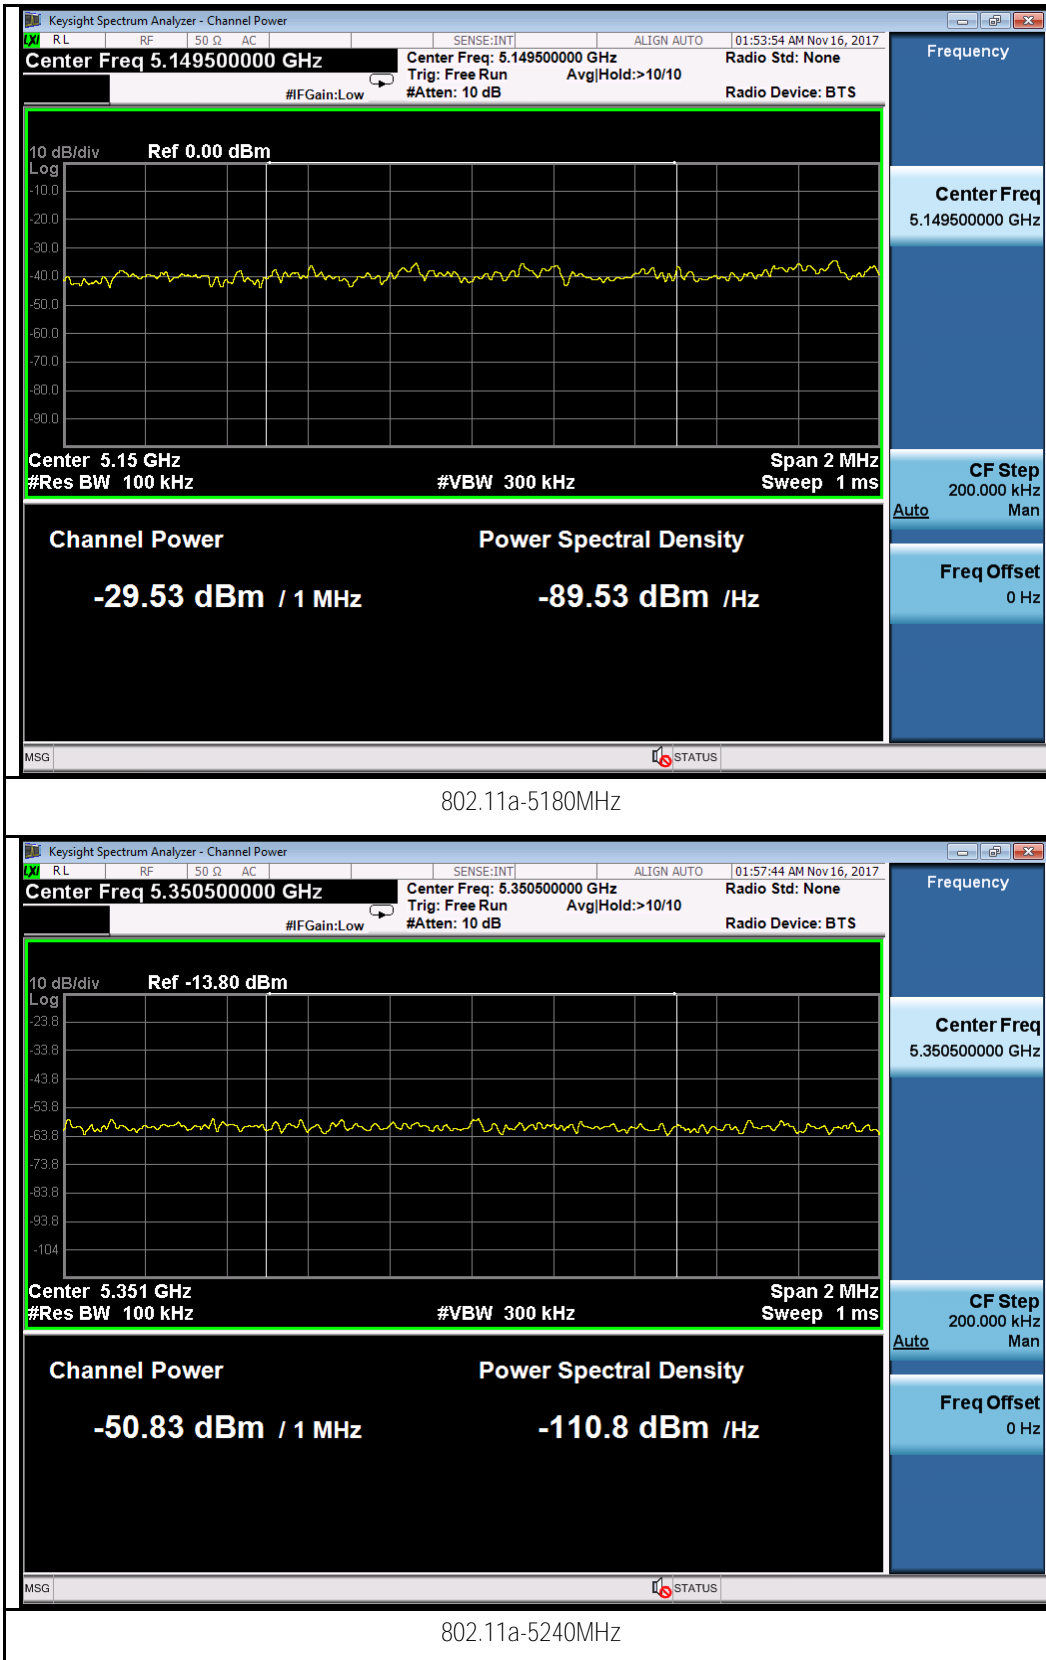 Keysight Spectrum Analyzer - Channel Power
LXI RL RF 50 Ω AC SENSE:INT ALIGN AUTO 01:53:54 AM Nov 16, 2017
Center Freq 5.149500000 GHz
Center Freq: 5.149500000 GHz Radio Std: None
Trig: Free Run Avg|Hold:>10/10
#IFGain:Low #Atten: 10 dB Radio Device: BTS
Frequency
10 dB/div Ref 0.00 dBm
Log
-10.0
-20.0
-30.0
-40.0
-50.0
-60.0
-70.0
-80.0
-90.0
Center 5.15 GHz Span 2 MHz
#Res BW 100 kHz #VBW 300 kHz Sweep 1 ms
Center Freq
5.149500000 GHz
CF Step
200.000 kHz
Auto Man
Freq Offset
0 Hz
Channel Power Power Spectral Density
-29.53 dBm / 1 MHz -89.53 dBm /Hz
MSG STATUS
802.11a-5180MHz
Keysight Spectrum Analyzer - Channel Power
LXI RL RF 50 Ω AC SENSE:INT ALIGN AUTO 01:57:44 AM Nov 16, 2017
Center Freq 5.350500000 GHz
Center Freq: 5.350500000 GHz Radio Std: None
Trig: Free Run Avg|Hold:>10/10
#IFGain:Low #Atten: 10 dB Radio Device: BTS
Frequency
10 dB/div Ref -13.80 dBm
Log
-23.8
-33.8
-43.8
-53.8
-63.8
-73.8
-83.8
-93.8
-104
Center 5.351 GHz Span 2 MHz
#Res BW 100 kHz #VBW 300 kHz Sweep 1 ms
Center Freq
5.350500000 GHz
CF Step
200.000 kHz
Auto Man
Freq Offset
0 Hz
Channel Power Power Spectral Density
-50.83 dBm / 1 MHz -110.8 dBm /Hz
MSG STATUS
802.11a-5240MHz